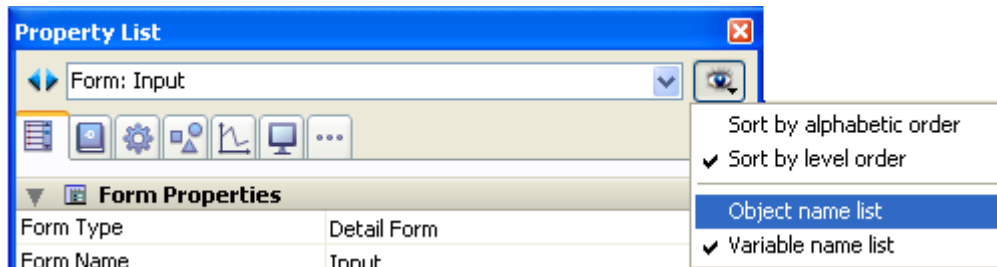 Property List
Form: Input
Sort by alphabetic order
Sort by level order
Form Properties
Object name list
Form Type Detail Form
Variable name list
Form Name Input